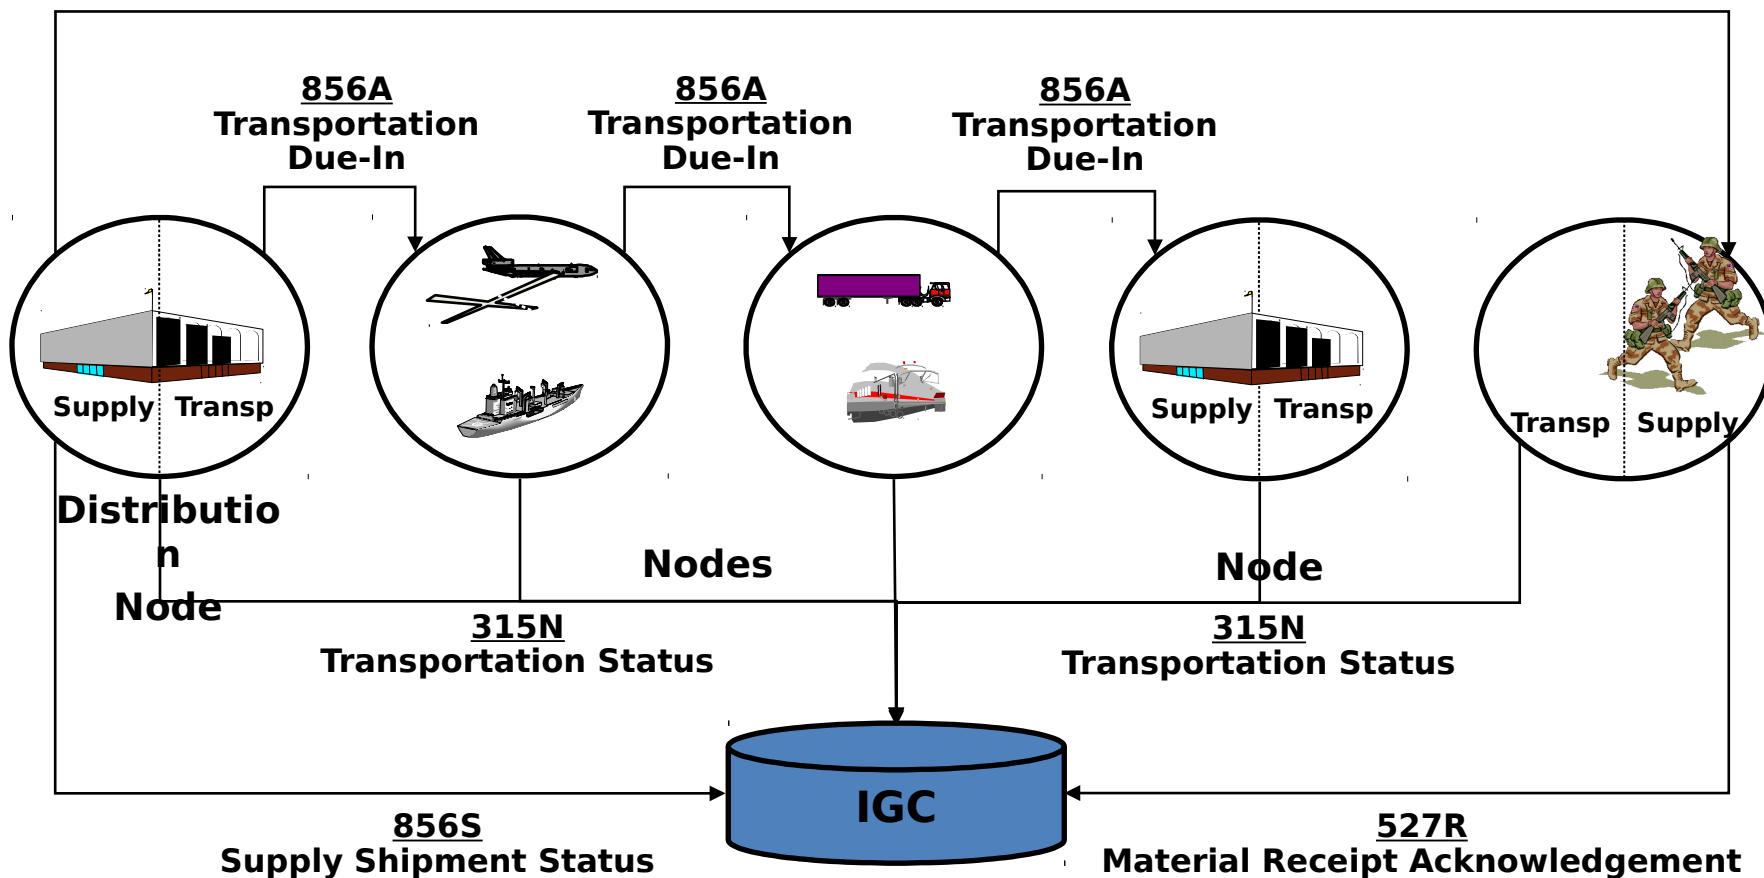 856A
Transportation
Due-In
856A
Transportation
Due-In
856A
Transportation
Due-In
Supply Transp
Supply Transp
Transp Supply
Distributio
n
Node
Nodes
Node
315N
Transportation Status
315N
Transportation Status
IGC
856S
Supply Shipment Status
527R
Material Receipt Acknowledgement